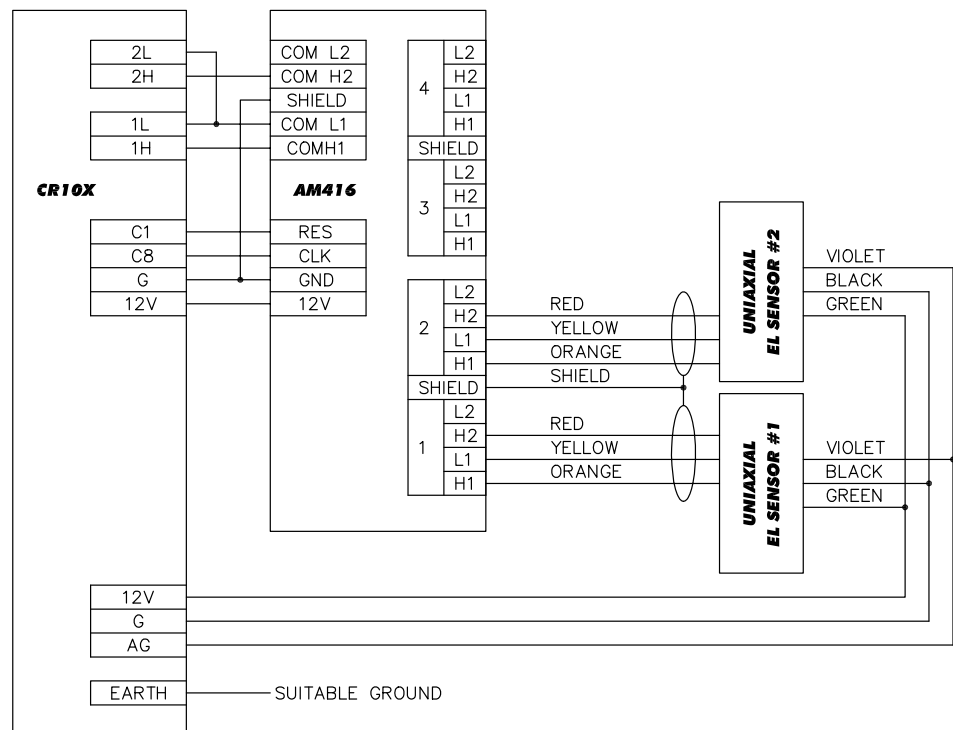 CR10X
2L
2H
1L
1H
C1
C8
G
12V
12V
G
AG
EARTH
SUITABLE GROUND
AM416
COM L2
COM H2
SHIELD
COM L1
COMH1
RES
CLK
GND
12V
4
L2
H2
L1
H1
SHIELD
3
L2
H2
L1
H1
2
L2
H2
L1
H1
SHIELD
1
L2
H2
L1
H1
RED
YELLOW
ORANGE
SHIELD
RED
YELLOW
ORANGE
UNIAXIAL
EL SENSOR #2
VIOLET
BLACK
GREEN
UNIAXIAL
EL SENSOR #1
VIOLET
BLACK
GREEN